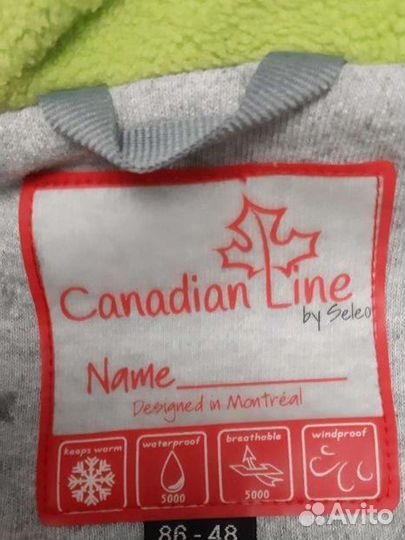 Canadian Line
by Seleo
Name
Designed in Montréal
keeps warm waterproof breathable windproof
5000 5000
86 - 48
Avito